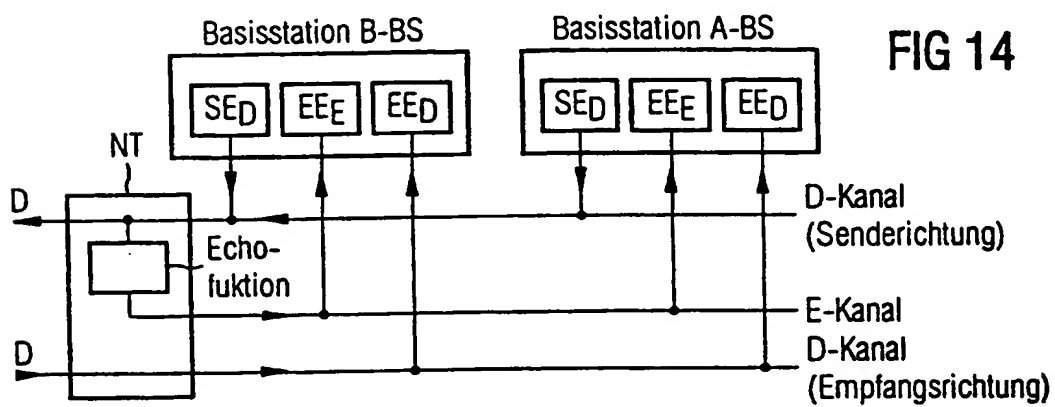 Basisstation B-BS
Basisstation A-BS
FIG 14
SED
EEE
EED
SED
EEE
EED
NT
D
D-Kanal
(Senderichtung)
Echo-
fuktion
E-Kanal
D
D-Kanal
(Empfangsrichtung)